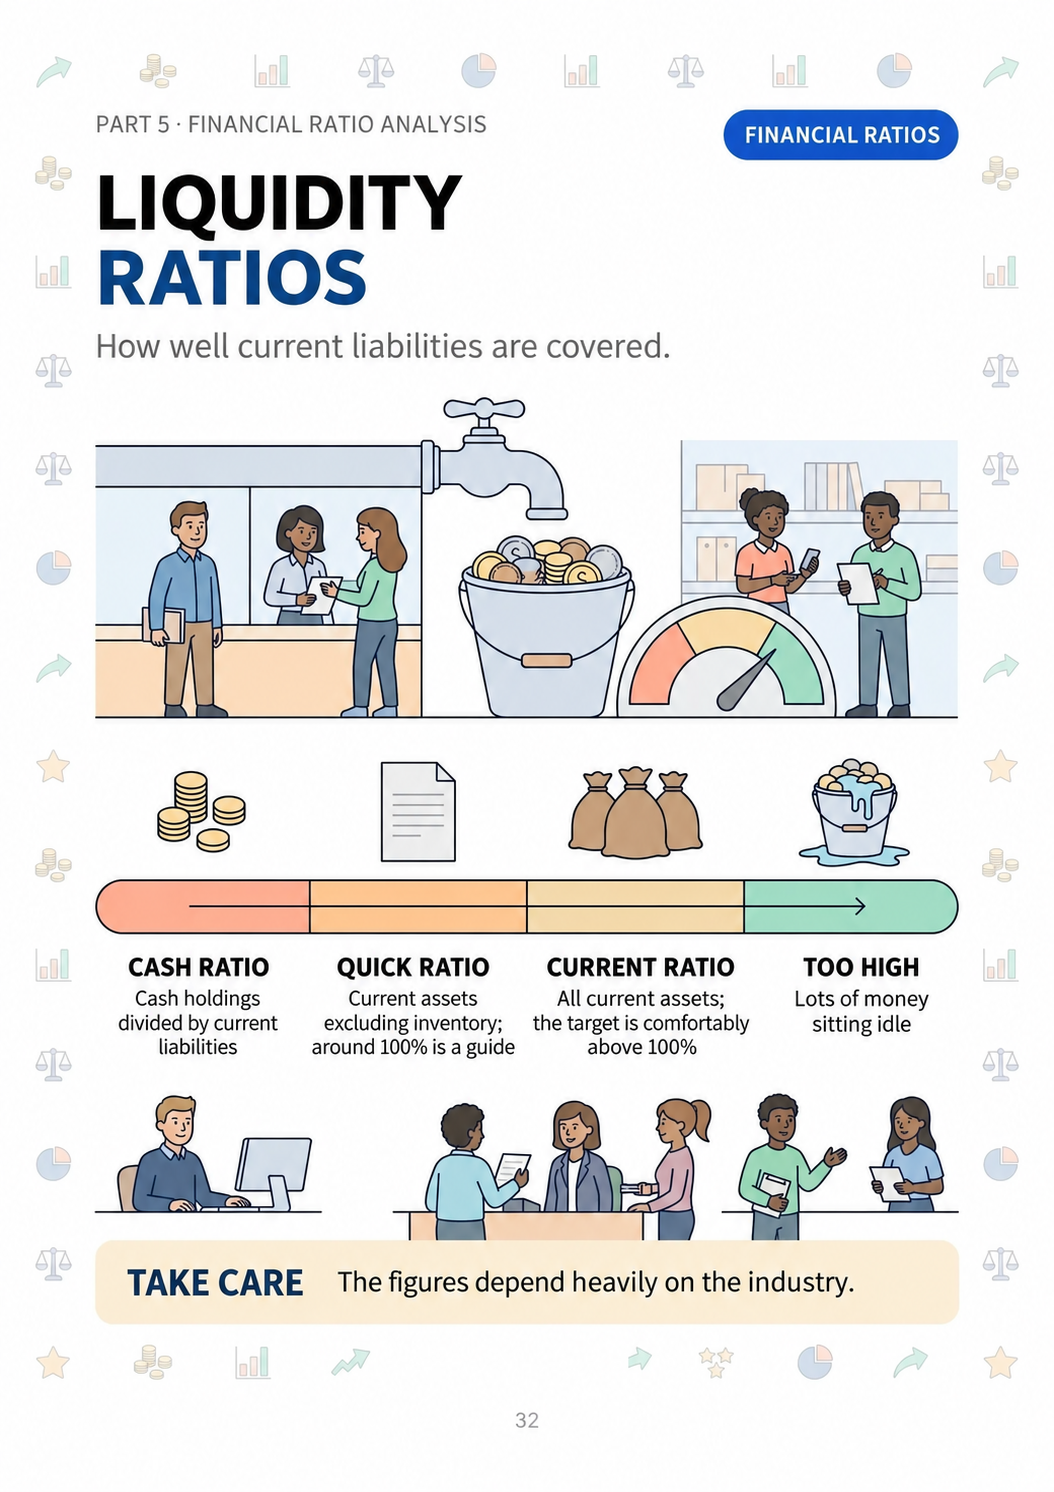 PART 5 · FINANCIAL RATIO ANALYSIS
FINANCIAL RATIOS
LIQUIDITY
RATIOS
How well current liabilities are covered.
CASH RATIO
Cash holdings
divided by current
liabilities
QUICK RATIO
Current assets
excluding inventory;
around 100% is a guide
CURRENT RATIO
All current assets;
the target is comfortably
above 100%
TOO HIGH
Lots of money
sitting idle
TAKE CARE
The figures depend heavily on the industry.
32